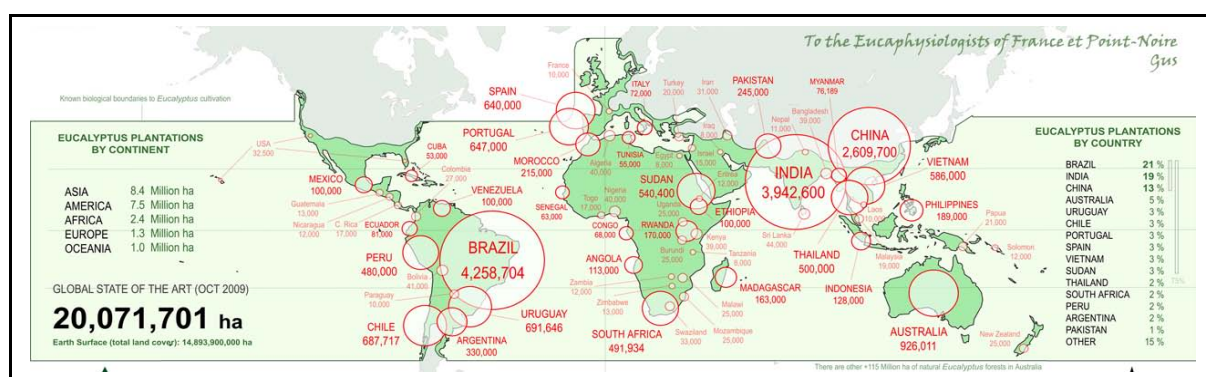 To the Eucaphysiologists of France et Point-Noire
Gus
Known biological boundaries to Eucalyptus cultivation
EUCALYPTUS PLANTATIONS
BY CONTINENT
ASIA 8.4 Million ha
AMERICA 7.5 Million ha
AFRICA 2.4 Million ha
EUROPE 1.3 Million ha
OCEANIA 1.0 Million ha
GLOBAL STATE OF THE ART (OCT 2009)
20,071,701 ha
Earth Surface (total land cover): 14,893,900,000 ha
USA
32,500
MEXICO
100,000
CUBA
53,000
Colombia
27,000
VENEZUELA
100,000
Guatemala
13,000
Nicaragua
12,000
C. Rica
17,000
ECUADOR
81,000
PERU
480,000
BRAZIL
4,258,704
Bolivia
41,000
Paraguay
10,000
CHILE
687,717
URUGUAY
691,646
ARGENTINA
330,000
France
10,000
SPAIN
640,000
PORTUGAL
647,000
MOROCCO
215,000
ITALY
72,000
Turkey
20,000
Iran
31,000
Iraq
8,000
TUNISIA
55,000
Algeria
40,000
Egypt
Israel
15,000
SENEGAL
63,000
Togo
17,000
Nigeria
40,000
SUDAN
540,400
Eritrea
12,000
Uganda
25,000
ETHIOPIA
100,000
CONGO
68,000
RWANDA
170,000
Kenya
39,000
Burundi
25,000
Tanzania
ANGOLA
113,000
Zambia
12,000
Zimbabwe
13,000
MADAGASCAR
163,000
Malawi
25,000
Mozambique
25,000
Swaziland
33,000
SOUTH AFRICA
491,934
PAKISTAN
245,000
MYANMAR
76,189
Nepal
11,000
Bangladesh
39,000
CHINA
2,609,700
INDIA
3,942,600
VIETNAM
586,000
Laos
10,000
Sri Lanka
44,000
THAILAND
500,000
PHILIPPINES
189,000
Malaysia
19,000
INDONESIA
128,000
Papua
21,000
Solomon
12,000
AUSTRALIA
926,011
New Zealand
25,000
There are other +115 Million ha of natural Eucalyptus forests in Australia
EUCALYPTUS PLANTATIONS
BY COUNTRY
BRAZIL 21 %
INDIA 19 %
CHINA 13 %
AUSTRALIA 5 %
URUGUAY 3 %
CHILE 3 %
PORTUGAL 3 %
SPAIN 3 %
VIETNAM 3 %
SUDAN 3 %
THAILAND 2 %
SOUTH AFRICA 2 %
PERU 2 %
ARGENTINA 2 %
PAKISTAN 1 %
OTHER 15 %
75%